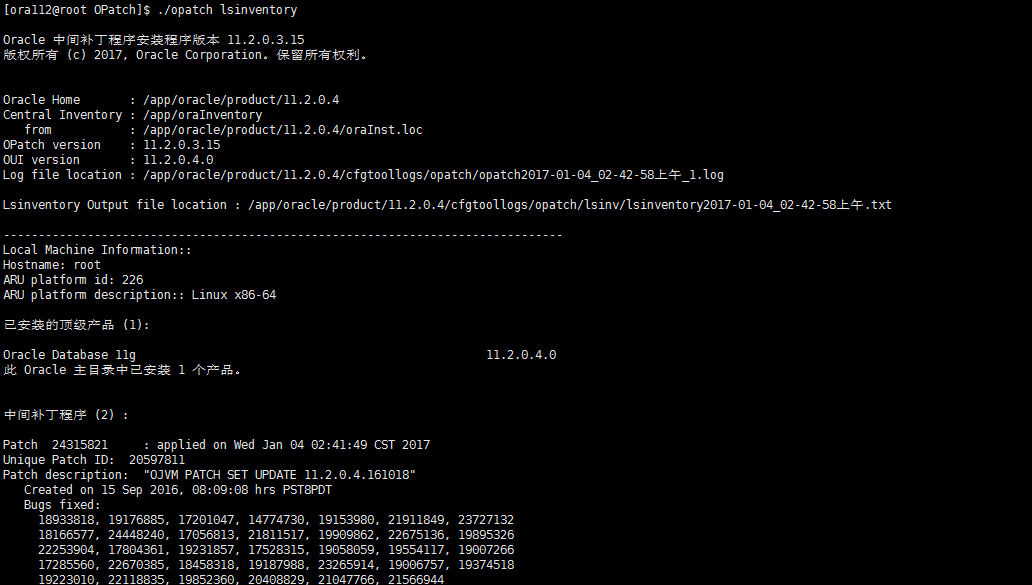 [ora112@root OPatch]$ ./opatch lsinventory
Oracle 中间补丁程序安装程序版本 11.2.0.3.15
版权所有 (c) 2017, Oracle Corporation。保留所有权利。
Oracle Home       : /app/oracle/product/11.2.0.4
Central Inventory : /app/oraInventory
   from           : /app/oracle/product/11.2.0.4/oraInst.loc
OPatch version    : 11.2.0.3.15
OUI version       : 11.2.0.4.0
Log file location : /app/oracle/product/11.2.0.4/cfgtoollogs/opatch/opatch2017-01-04_02-42-58上午_1.log
Lsinventory Output file location : /app/oracle/product/11.2.0.4/cfgtoollogs/opatch/lsinv/lsinventory2017-01-04_02-42-58上午.txt
--------------------------------------------------------------------------------
Local Machine Information::
Hostname: root
ARU platform id: 226
ARU platform description:: Linux x86-64
已安装的顶级产品 (1):
Oracle Database 11g                                                  11.2.0.4.0
此 Oracle 主目录中已安装 1 个产品。
中间补丁程序 (2) :
Patch  24315821     : applied on Wed Jan 04 02:41:49 CST 2017
Unique Patch ID:  20597811
Patch description:  "OJVM PATCH SET UPDATE 11.2.0.4.161018"
   Created on 15 Sep 2016, 08:09:08 hrs PST8PDT
   Bugs fixed:
     18933818, 19176885, 17201047, 14774730, 19153980, 21911849, 23727132
     18166577, 24448240, 17056813, 21811517, 19909862, 22675136, 19895326
     22253904, 17804361, 19231857, 17528315, 19058059, 19554117, 19007266
     17285560, 22670385, 18458318, 19187988, 23265914, 19006757, 19374518
     19223010, 22118835, 19852360, 20408829, 21047766, 21566944